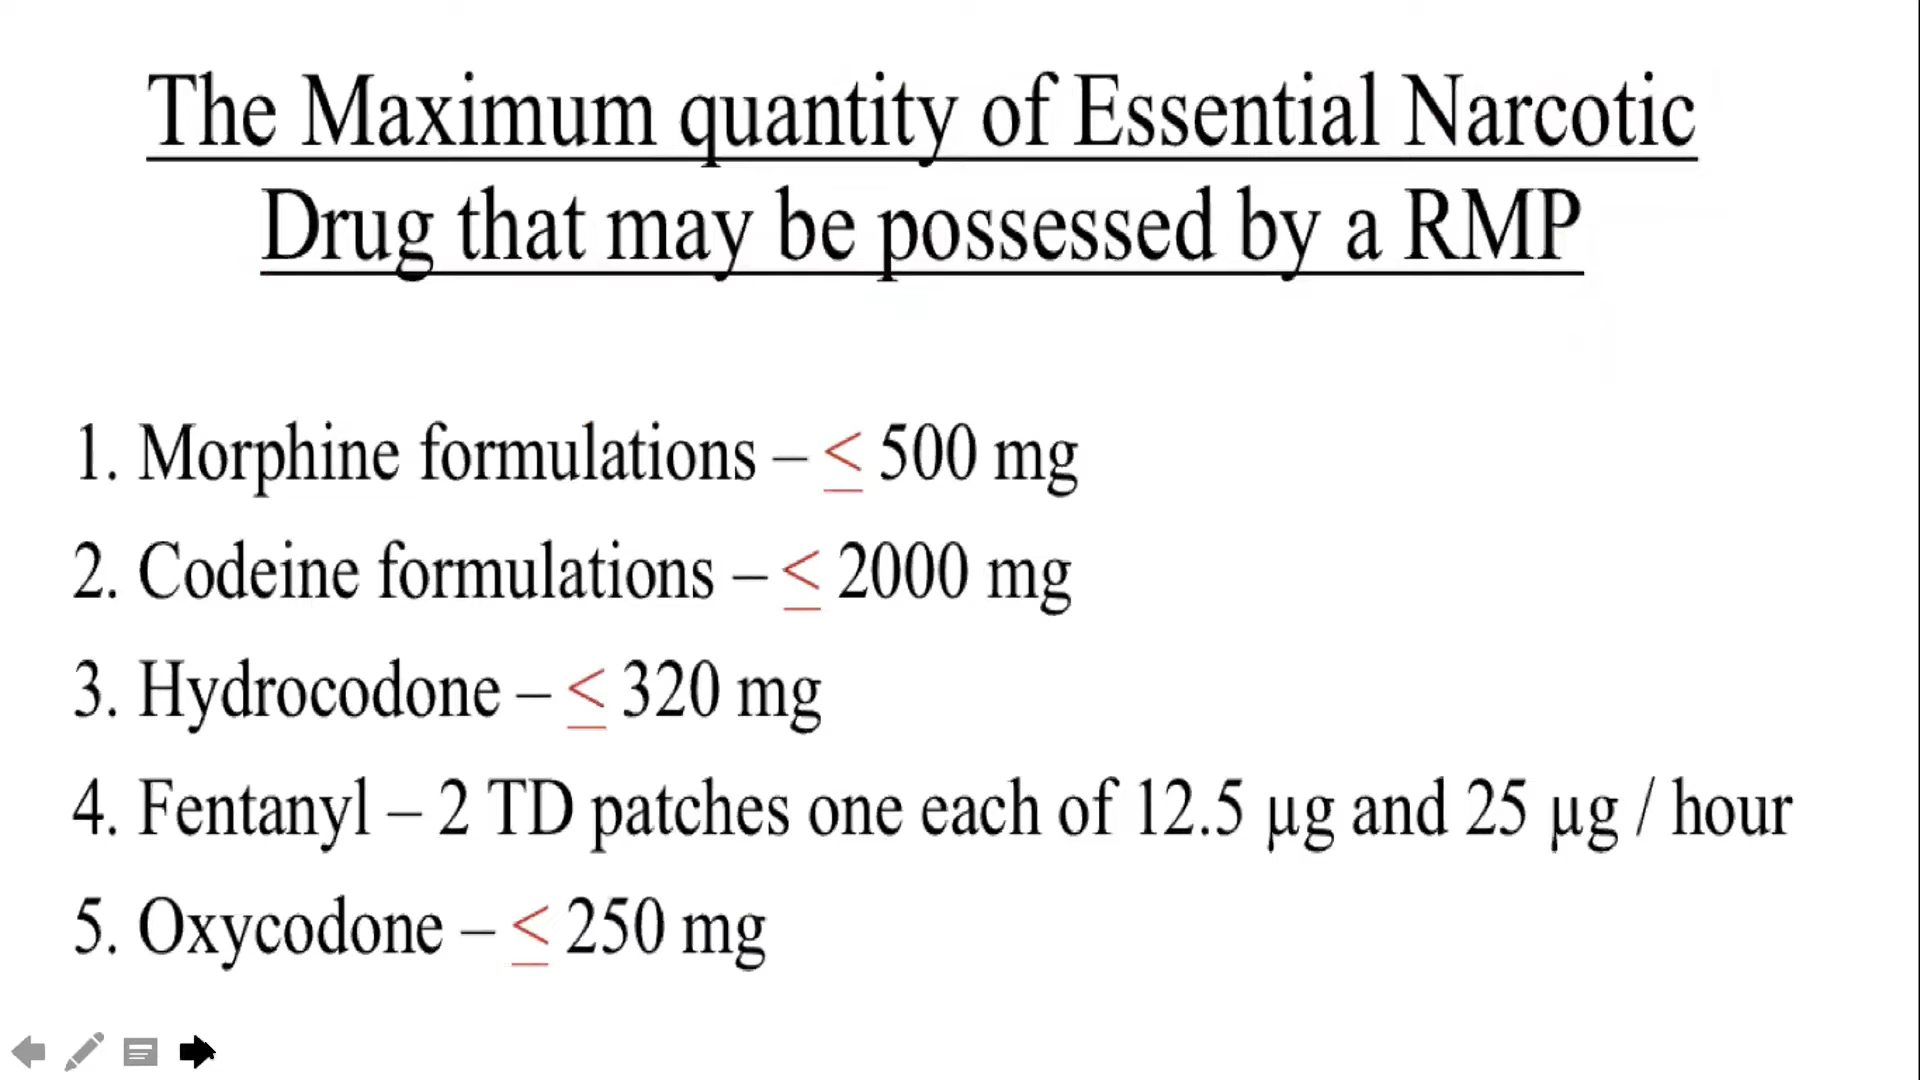 The Maximum quantity of Essential Narcotic
Drug that may be possessed by a RMP
1. Morphine formulations – ≤ 500 mg
2. Codeine formulations – ≤ 2000 mg
3. Hydrocodone – ≤ 320 mg
4. Fentanyl – 2 TD patches one each of 12.5 µg and 25 µg / hour
5. Oxycodone – ≤ 250 mg